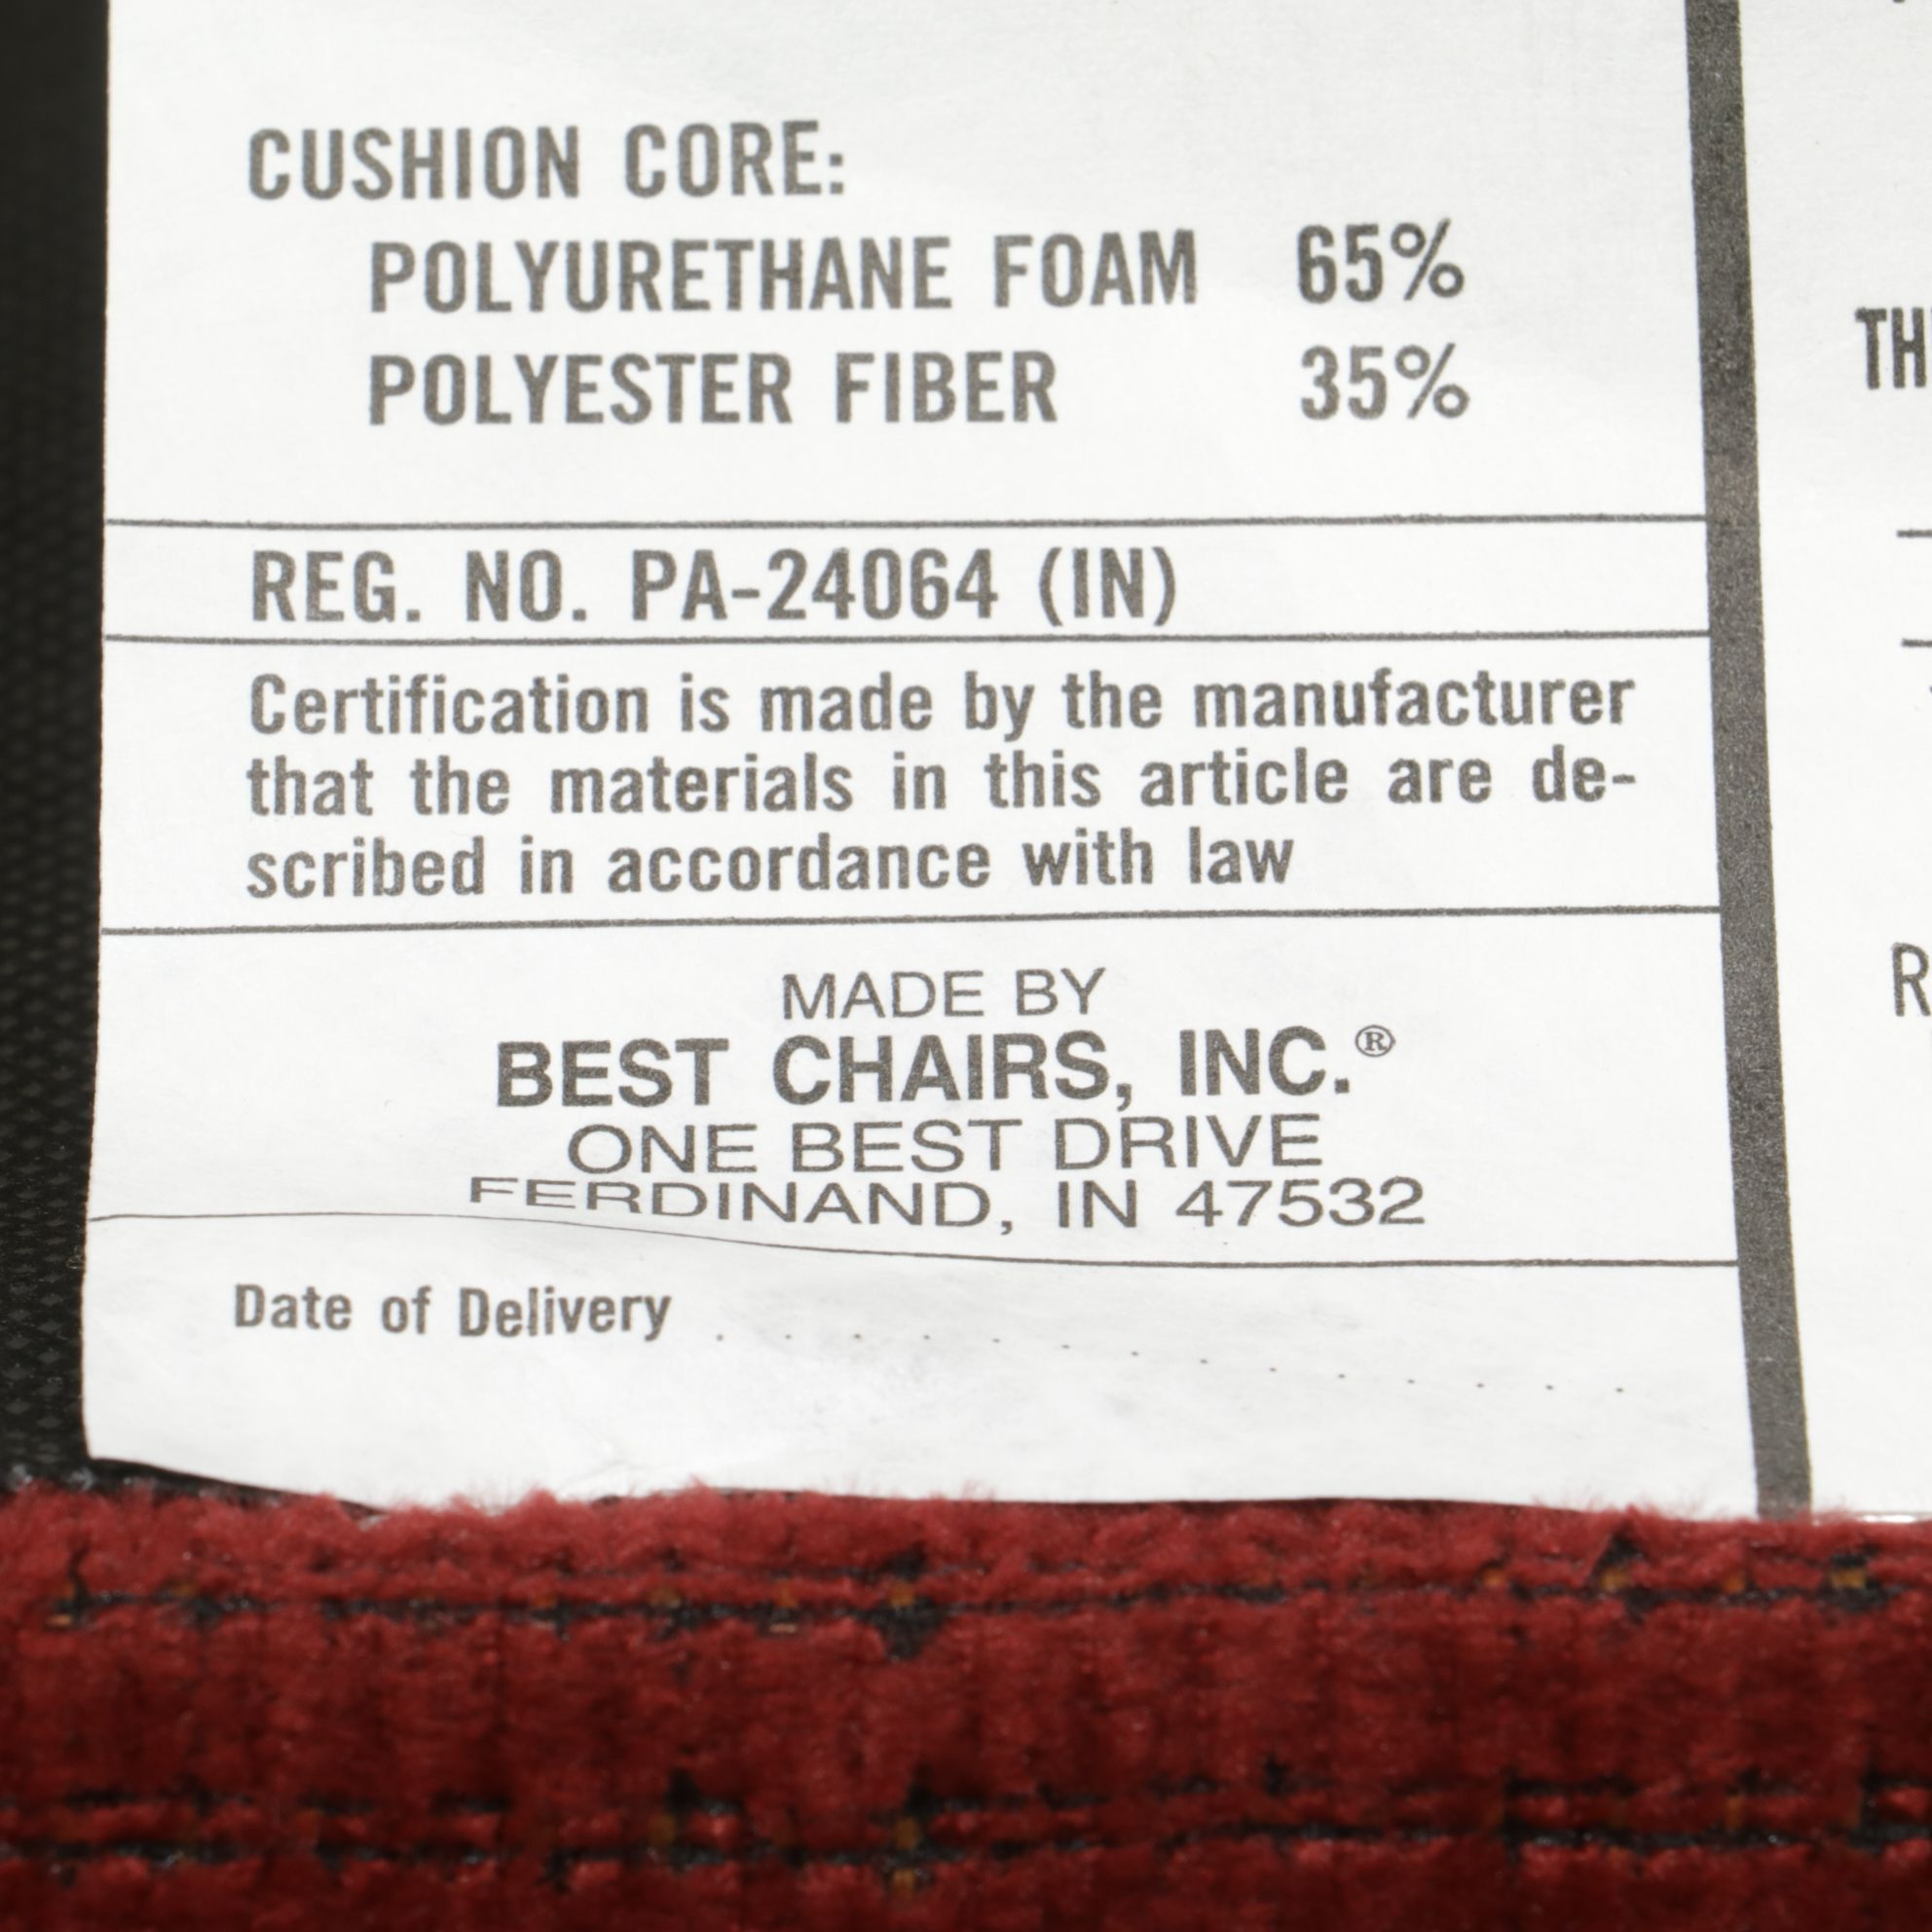 CUSHION CORE:
POLYURETHANE FOAM 65%
POLYESTER FIBER 35%
REG. NO. PA-24064 (IN)
Certification is made by the manufacturer
that the materials in this article are de-
scribed in accordance with law
MADE BY
BEST CHAIRS, INC.®
ONE BEST DRIVE
FERDINAND, IN 47532
Date of Delivery . . . . . . . . . . . . . .